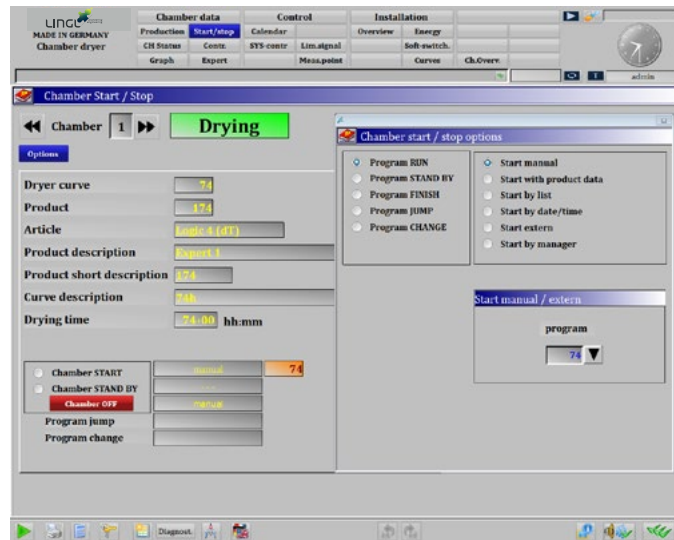 LINGL
MADE IN GERMANY
Chamber dryer
Chamber data Control Installation
Production Start/stop Calendar Overview Energy
CH Status Contr. SYS-contr Lim.signal Soft-switch.
Graph Expert Meas.point Curves Ch.Overv.
admin
Chamber Start / Stop
Chamber 1 Drying
Options
Dryer curve 74
Product 174
Article Logic 4 (dT)
Product description Expert 1
Product short description 174
Curve description 74h
Drying time 74:00 hh:mm
Chamber START manual 74
Chamber STAND BY ---
Chamber OFF manual
Program jump
Program change
Chamber start / stop options
Program RUN
Program STAND BY
Program FINISH
Program JUMP
Program CHANGE
Start manual
Start with product data
Start by list
Start by date/time
Start extern
Start by manager
Start manual / extern
program
74
Diagnost.